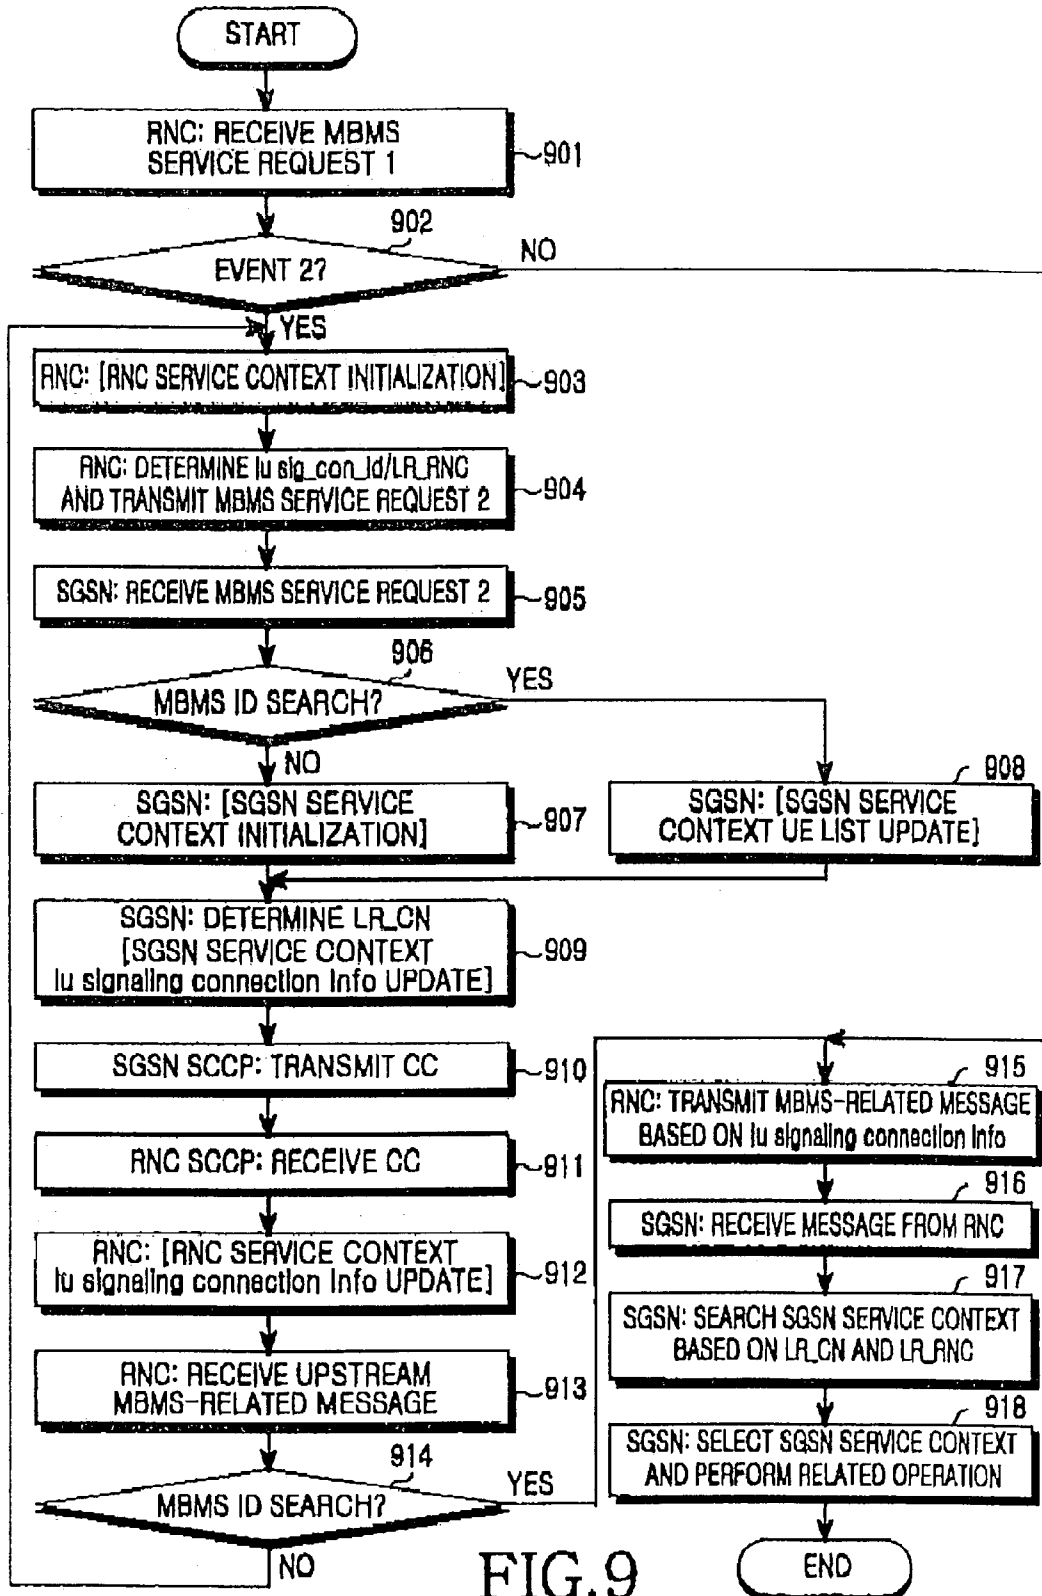 START
RNC: RECEIVE MBMS
SERVICE REQUEST 1
901
902
EVENT 2?
NO
YES
RNC: [RNC SERVICE CONTEXT INITIALIZATION]
903
RNC: DETERMINE Iu sig_con_id/LR_RNC
AND TRANSMIT MBMS SERVICE REQUEST 2
904
SGSN: RECEIVE MBMS SERVICE REQUEST 2
905
906
MBMS ID SEARCH?
YES
NO
SGSN: [SGSN SERVICE
CONTEXT INITIALIZATION]
907
908
SGSN: [SGSN SERVICE
CONTEXT UE LIST UPDATE]
SGSN: DETERMINE LR_CN
[SGSN SERVICE CONTEXT
Iu signaling connection Info UPDATE]
909
SGSN SCCP: TRANSMIT CC
910
RNC SCCP: RECEIVE CC
911
RNC: [RNC SERVICE CONTEXT
Iu signaling connection Info UPDATE]
912
RNC: RECEIVE UPSTREAM
MBMS-RELATED MESSAGE
913
914
MBMS ID SEARCH?
YES
NO
915
RNC: TRANSMIT MBMS-RELATED MESSAGE
BASED ON Iu signaling connection Info
916
SGSN: RECEIVE MESSAGE FROM RNC
917
SGSN: SEARCH SGSN SERVICE CONTEXT
BASED ON LR_CN AND LR_RNC
918
SGSN: SELECT SGSN SERVICE CONTEXT
AND PERFORM RELATED OPERATION
END
FIG.9